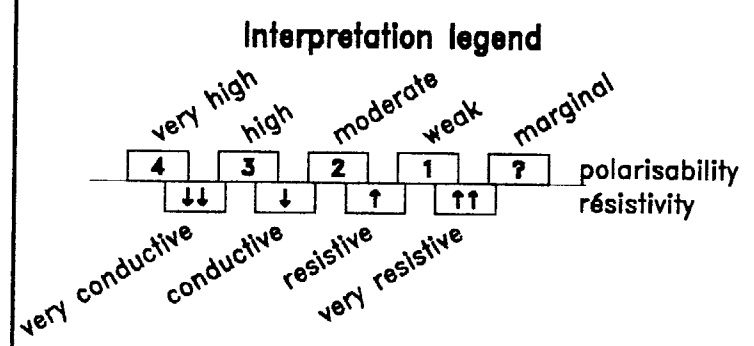 Interpretation legend
very high high moderate weak marginal
4 3 2 1 ? polarisability
↓↓ ↓ ↑ ↑↑ résistivity
very conductive conductive resistive very resistive